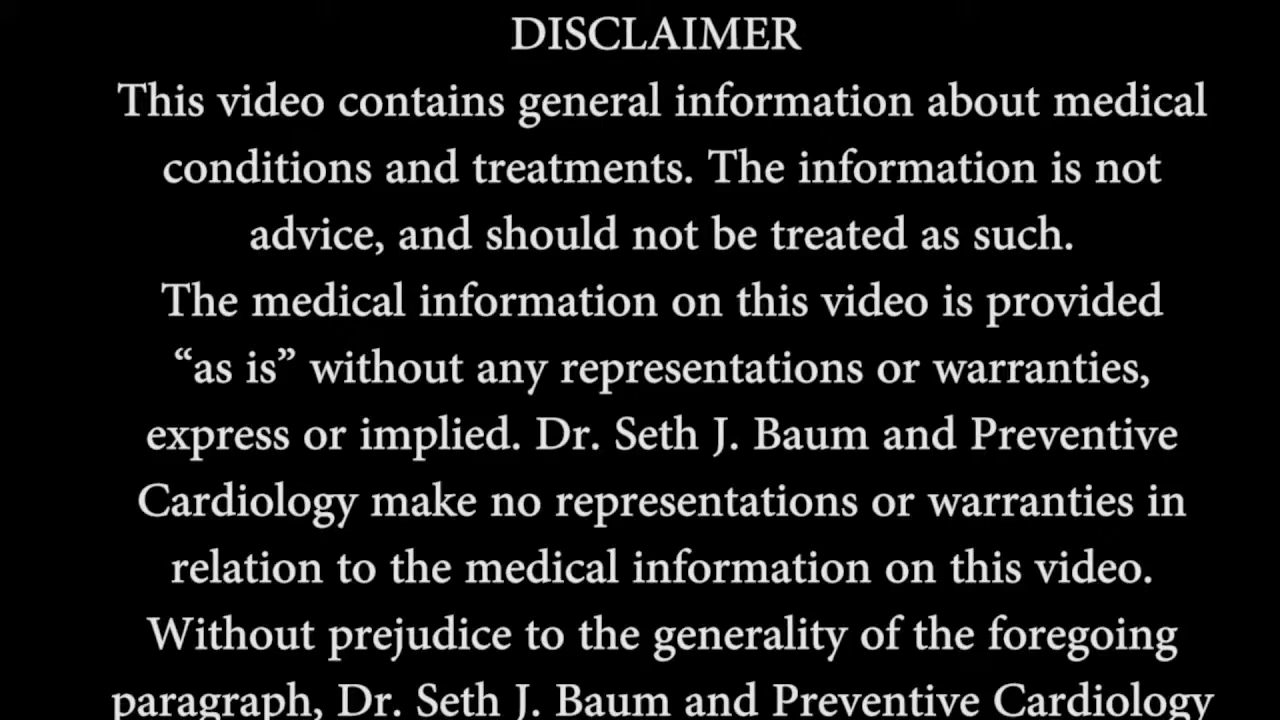 DISCLAIMER
This video contains general information about medical
conditions and treatments. The information is not
advice, and should not be treated as such.
The medical information on this video is provided
“as is” without any representations or warranties,
express or implied. Dr. Seth J. Baum and Preventive
Cardiology make no representations or warranties in
relation to the medical information on this video.
Without prejudice to the generality of the foregoing
paragraph, Dr. Seth J. Baum and Preventive Cardiology